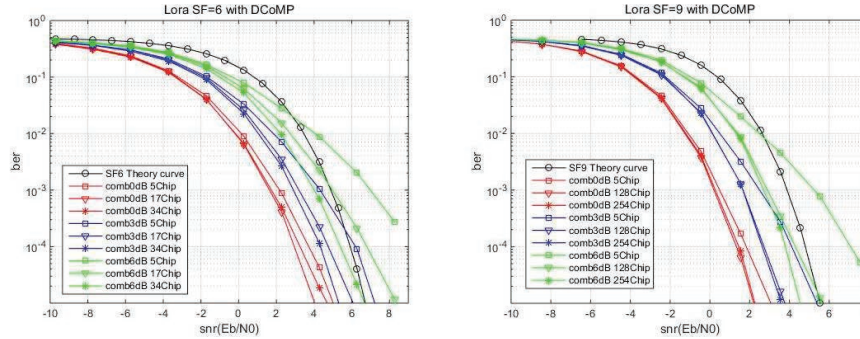 Lora SF=6 with DCoMP
ber
10^0
10^-1
10^-2
10^-3
10^-4
SF6 Theory curve
comb0dB 5Chip
comb0dB 17Chip
comb0dB 34Chip
comb3dB 5Chip
comb3dB 17Chip
comb3dB 34Chip
comb6dB 5Chip
comb6dB 17Chip
comb6dB 34Chip
-10 -8 -6 -4 -2 0 2 4 6 8
snr(Eb/N0)
Lora SF=9 with DCoMP
ber
10^0
10^-1
10^-2
10^-3
10^-4
SF9 Theory curve
comb0dB 5Chip
comb0dB 128Chip
comb0dB 254Chip
comb3dB 5Chip
comb3dB 128Chip
comb3dB 254Chip
comb6dB 5Chip
comb6dB 128Chip
comb6dB 254Chip
-10 -8 -6 -4 -2 0 2 4 6
snr(Eb/N0)